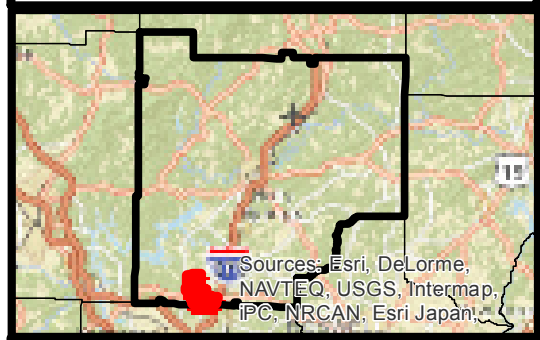 15
Sources: Esri, DeLorme,
NAVTEQ, USGS, Intermap,
iPC, NRCAN, Esri Japan,